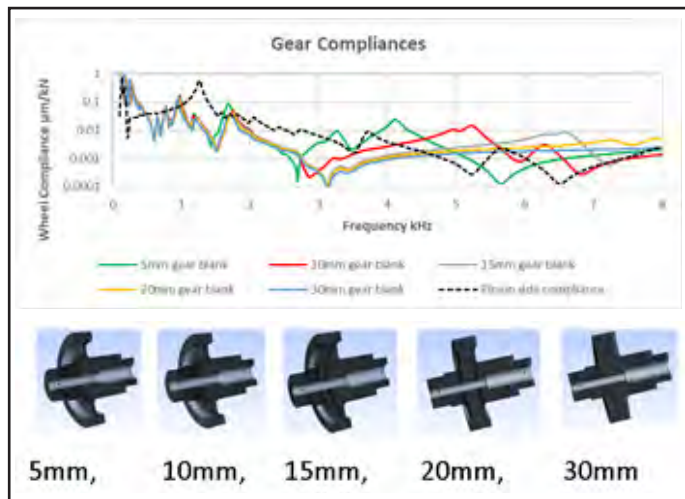 Gear Compliances
Wheel Compliance µm/kN
1
0.1
0.01
0.001
0.0001
0 1 2 3 4 5 6 7 8
Frequency kHz
5mm gear blank 10mm gear blank 15mm gear blank
20mm gear blank 30mm gear blank Pinion side compliance
5mm, 10mm, 15mm, 20mm, 30mm